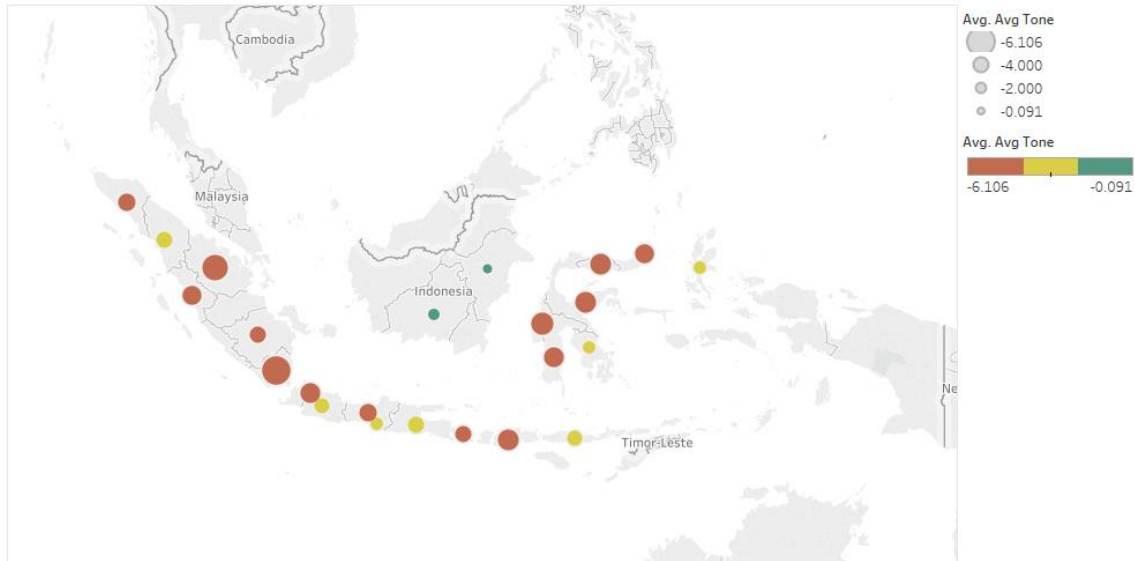 Cambodia
Malaysia
Indonesia
Timor-Leste
Ne
Avg. Avg Tone
-6.106
-4.000
-2.000
-0.091
Avg. Avg Tone
-6.106 -0.091